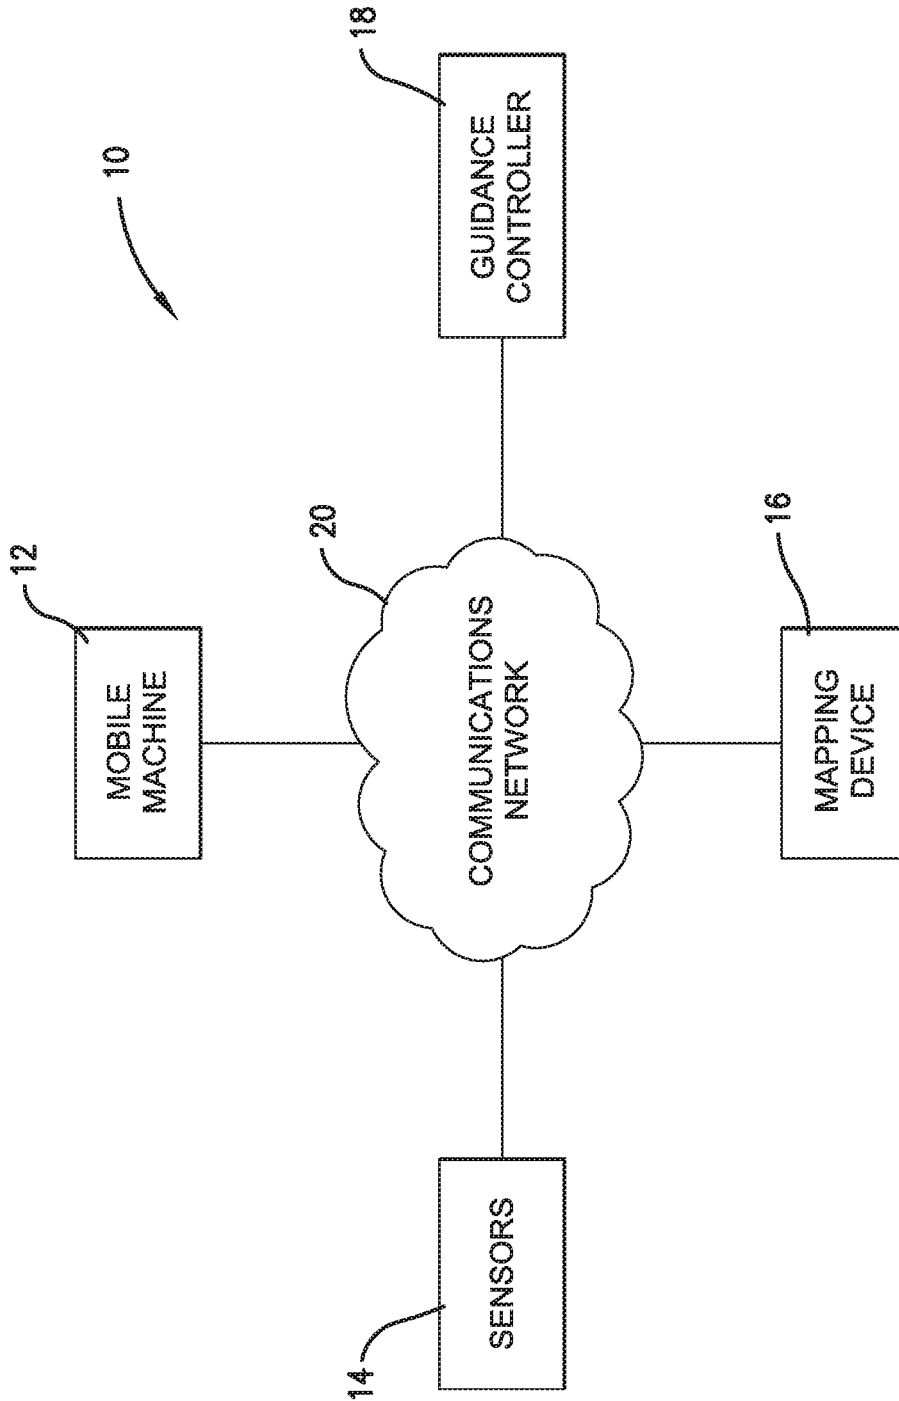 10
12
MOBILE
MACHINE
14
SENSORS
20
COMMUNICATIONS
NETWORK
18
GUIDANCE
CONTROLLER
16
MAPPING
DEVICE